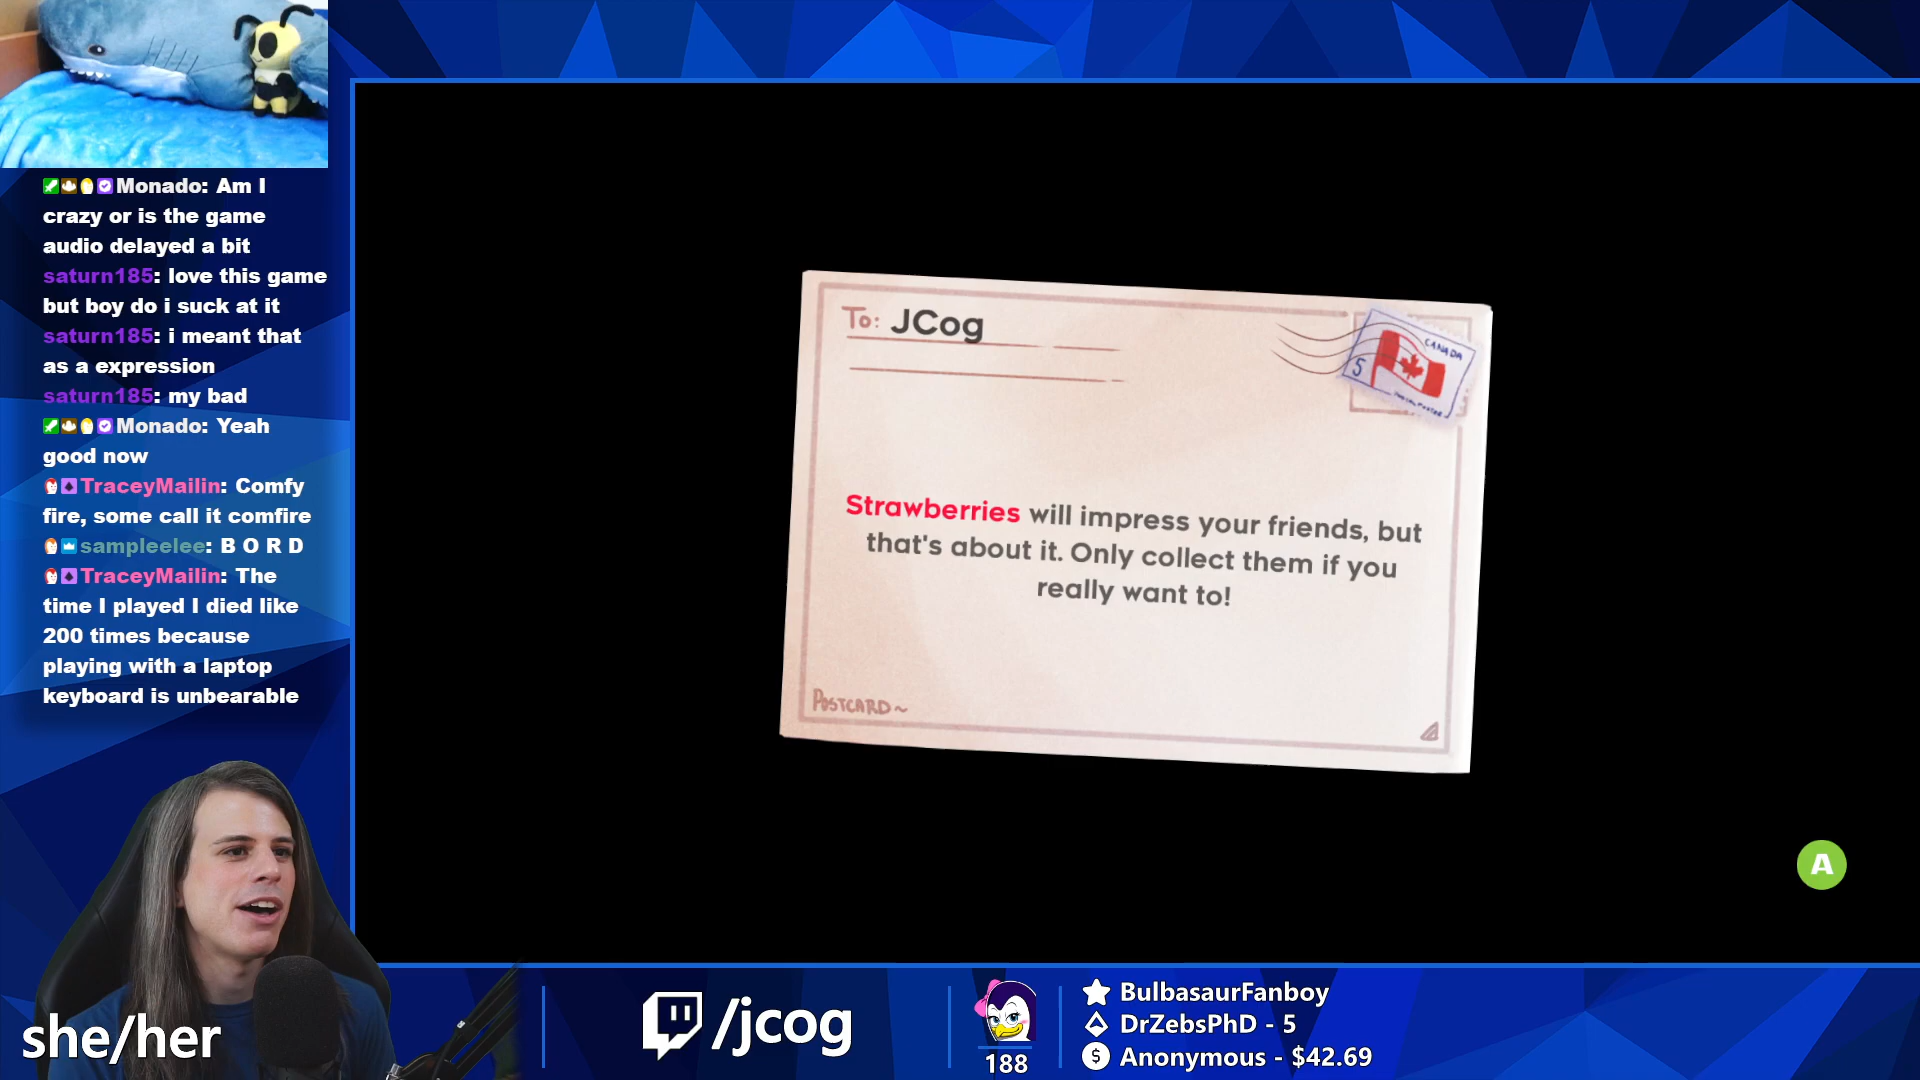 Monado: Am I
crazy or is the game
audio delayed a bit
saturn185: love this game
but boy do i suck at it
saturn185: i meant that
as a expression
saturn185: my bad
Monado: Yeah
good now
TraceyMailin: Comfy
fire, some call it comfire
sampleelee: B O R D
TraceyMailin: The
time I played I died like
200 times because
playing with a laptop
keyboard is unbearable
To: JCog
CANADA
5
Strawberries will impress your friends, but
that's about it. Only collect them if you
really want to!
POSTCARD~
A
she/her
/jcog
188
BulbasaurFanboy
DrZebsPhD - 5
$ Anonymous - $42.69